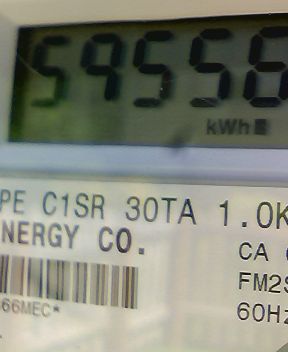 59556
kWh
PE C1SR 30TA 1.0K
NERGY CO.
CA
FM2S
66MEC*
60Hz